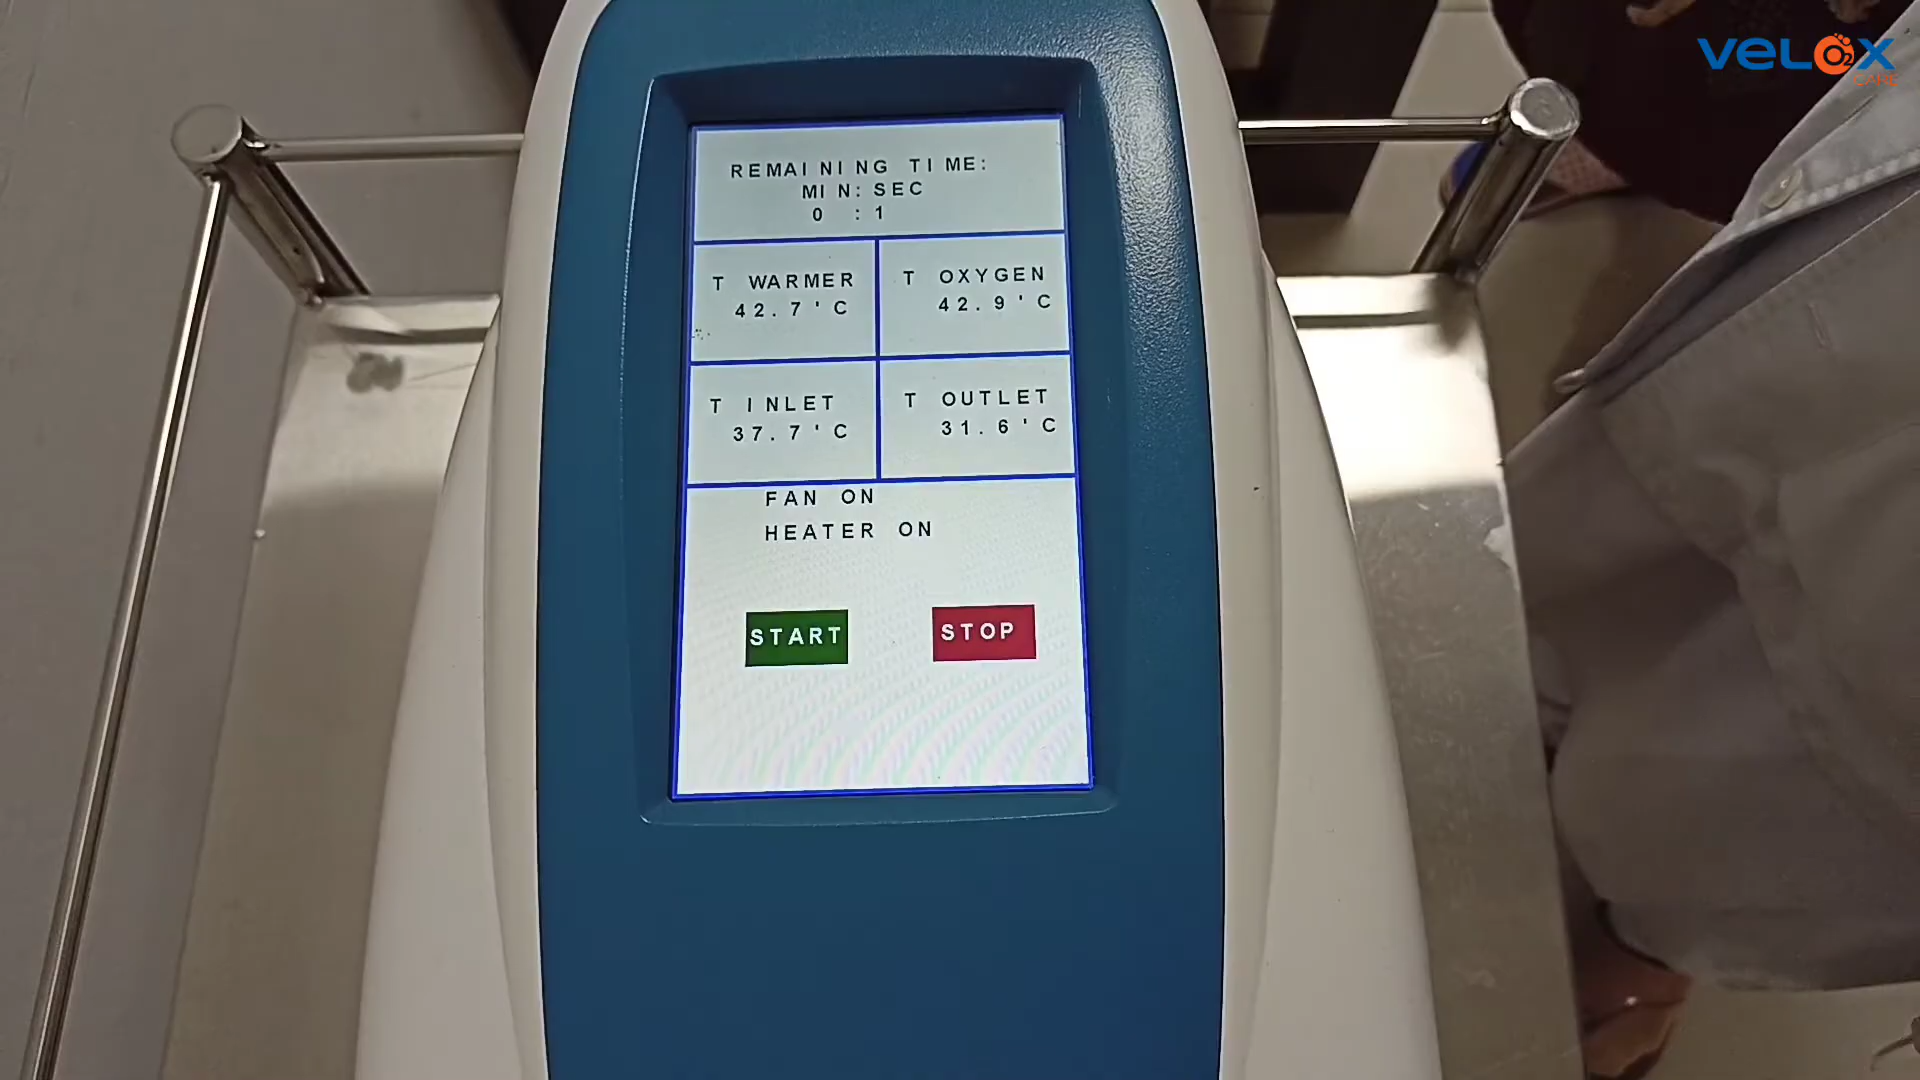 VELOX
O2
CARE
REMAINING TIME:
MIN:SEC
0 :1
T WARMER
42.7'C
T OXYGEN
42.9'C
T INLET
37.7'C
T OUTLET
31.6'C
FAN ON
HEATER ON
START
STOP